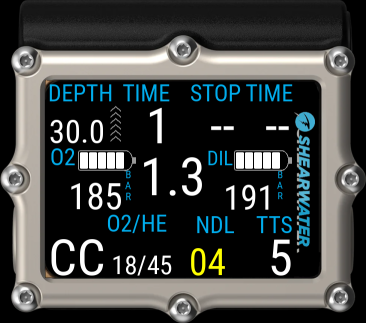 DEPTH TIME STOP TIME
30.0 1 -- --
O2 1.3 DIL
185 BAR 191 BAR
O2/HE NDL TTS
CC 18/45 04 5
SHEARWATER